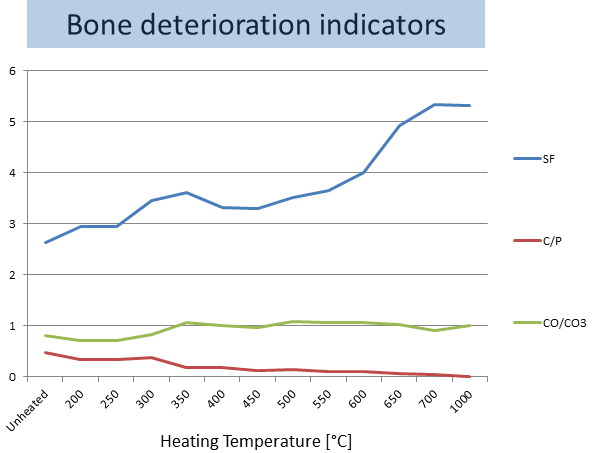 Bone deterioration indicators
6
5
4
3
2
1
0
SF
C/P
CO/CO3
Unheated 200 250 300 350 400 450 500 550 600 650 700 1000
Heating Temperature [°C]